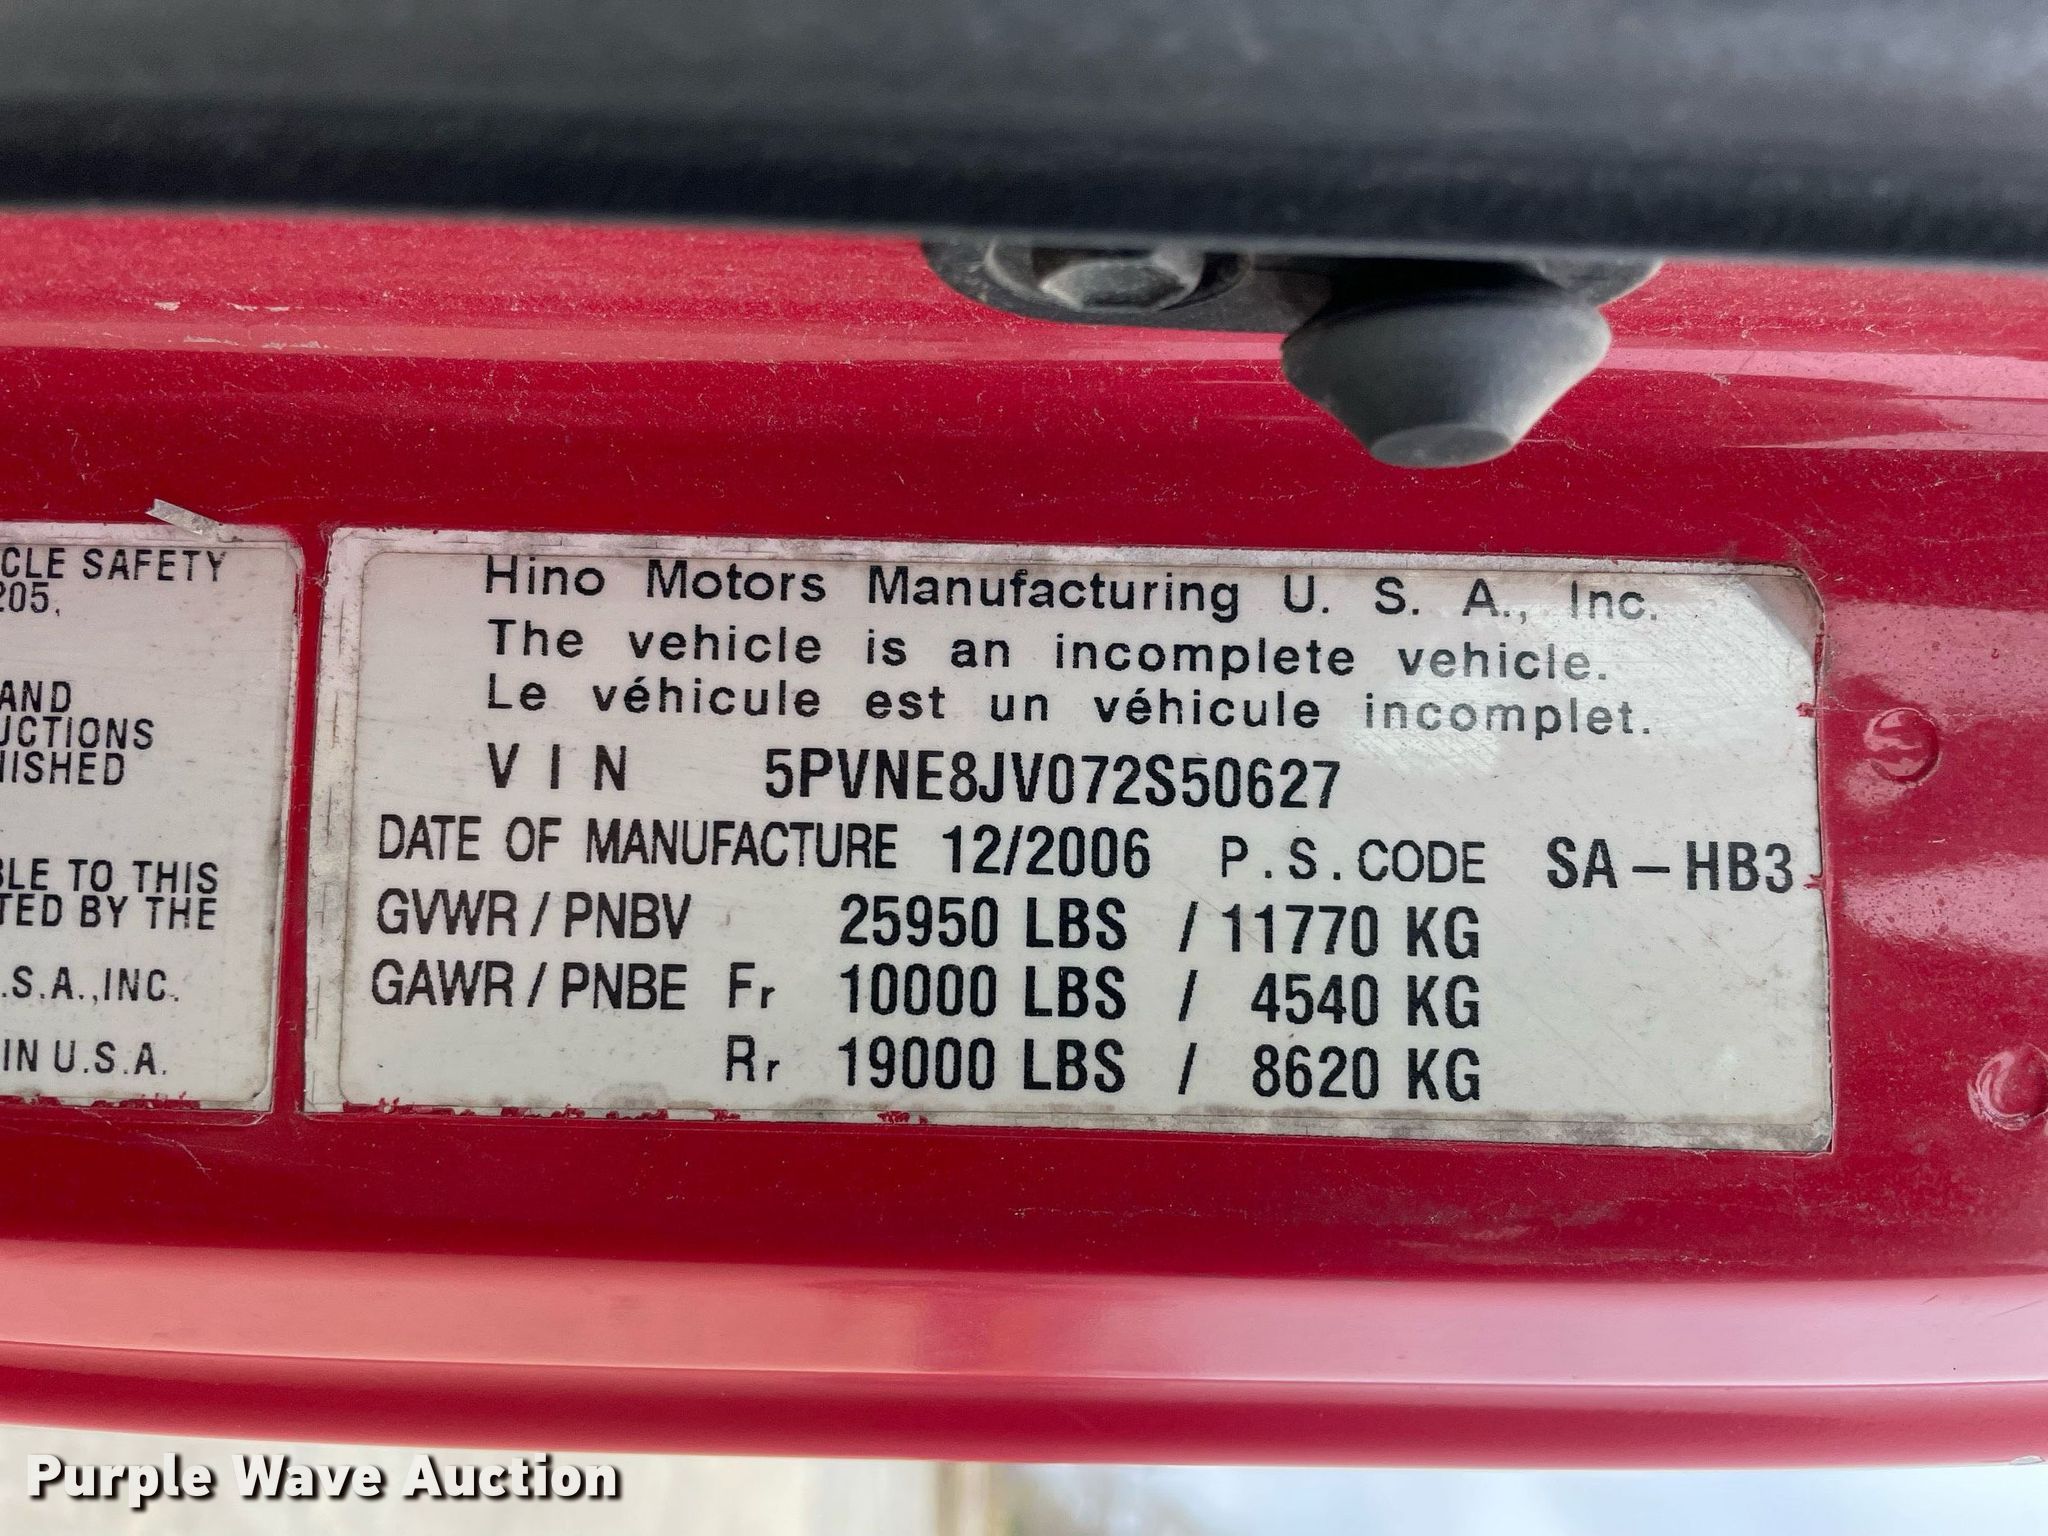 CLE SAFETY
205,
AND
UCTIONS
NISHED
BLE TO THIS
TED BY THE
.S.A.,INC.
IN U.S.A.
Hino Motors Manufacturing U. S. A., Inc.
The vehicle is an incomplete vehicle.
Le véhicule est un véhicule incomplet.
VIN 5PVNE8JV072S50627
DATE OF MANUFACTURE 12/2006 P.S.CODE SA-HB3
GVWR/PNBV 25950 LBS / 11770 KG
GAWR/PNBE Fr 10000 LBS / 4540 KG
Rr 19000 LBS / 8620 KG
Purple Wave Auction